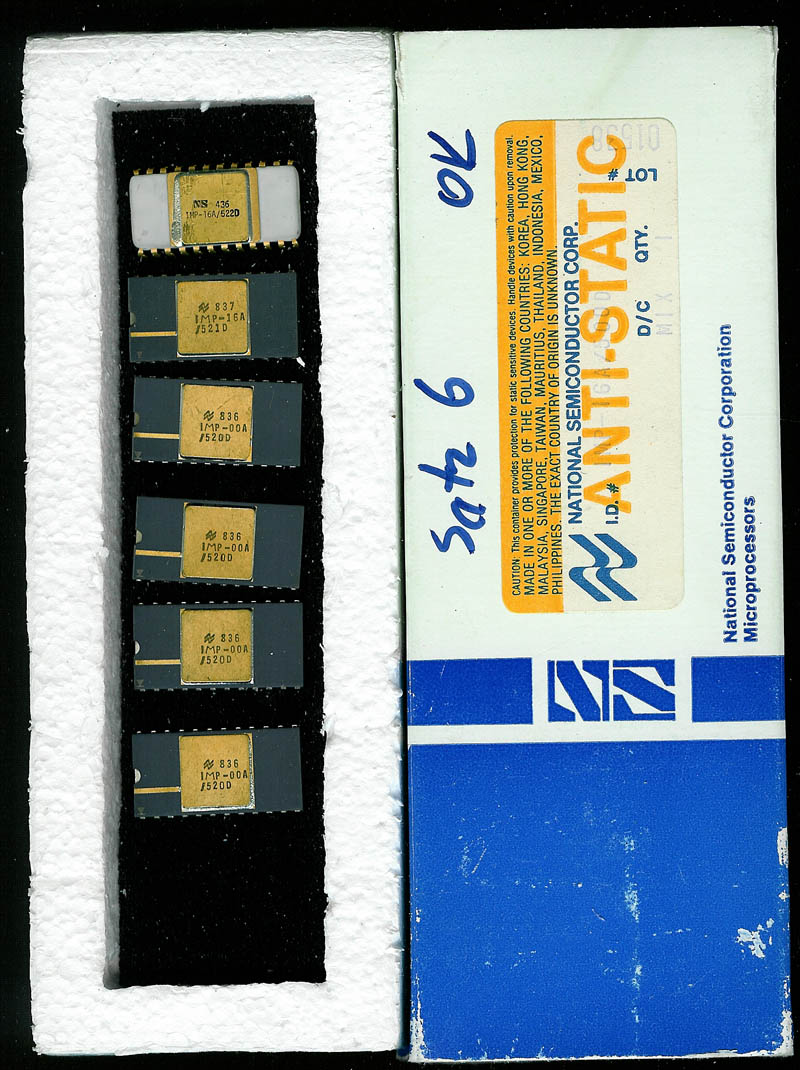 NS 436
IMP-16A/522D
837
IMP-16A
/521D
836
IMP-00A
/520D
836
IMP-00A
/520D
836
IMP-00A
/520D
836
IMP-00A
/520D
OK
Satz 6
CAUTION: This container provides protection for static sensitive devices. Handle devices with caution upon removal.
MADE IN ONE OR MORE OF THE FOLLOWING COUNTRIES: KOREA, HONG KONG,
MALAYSIA, SINGAPORE, TAIWAN, MAURITIUS, THAILAND, INDONESIA, MEXICO,
PHILIPPINES. THE EXACT COUNTRY OF ORIGIN IS UNKNOWN.
NATIONAL SEMICONDUCTOR CORP.
ANTI-STATIC
I.D. #
D/C QTY.
MIX 1
LOT #
National Semiconductor Corporation
Microprocessors
NS